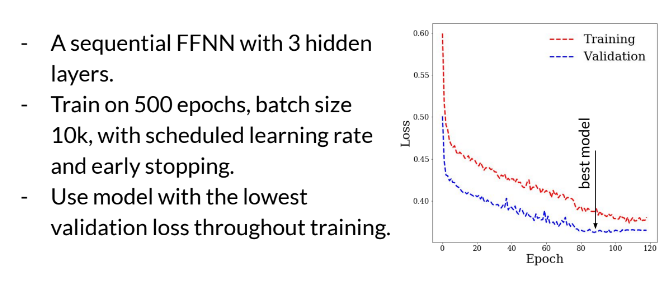 - A sequential FFNN with 3 hidden
layers.
- Train on 500 epochs, batch size
10k, with scheduled learning rate
and early stopping.
- Use model with the lowest
validation loss throughout training.
Training
Validation
best model
Loss
0.60
0.55
0.50
0.45
0.40
0 20 40 60 80 100 120
Epoch